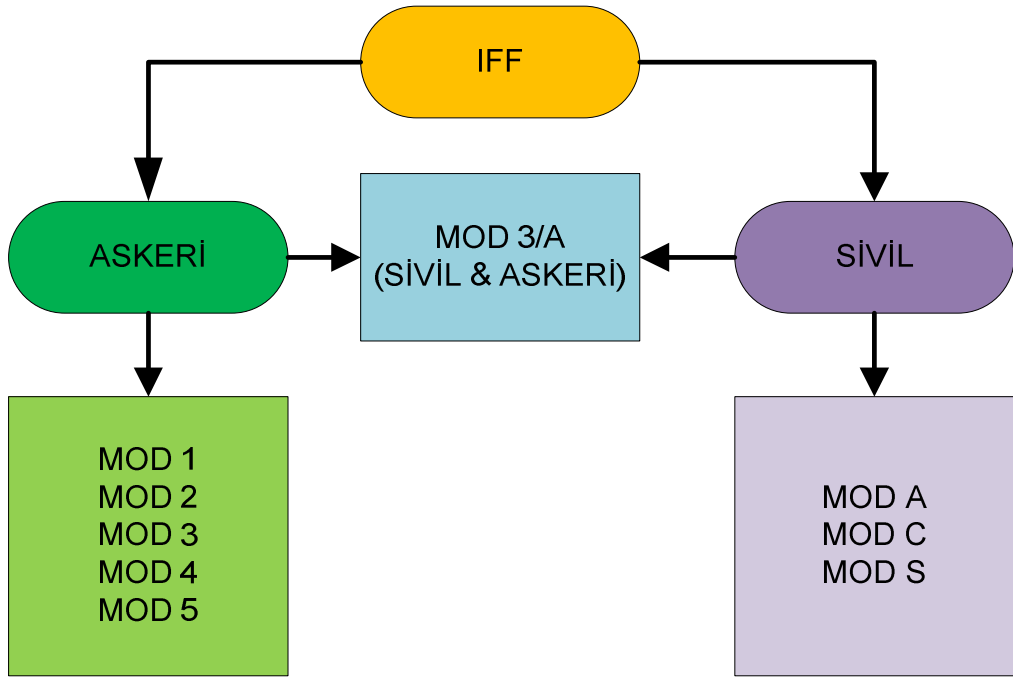 IFF
ASKERİ
MOD 3/A
(SİVİL & ASKERİ)
SİVİL
MOD 1
MOD 2
MOD 3
MOD 4
MOD 5
MOD A
MOD C
MOD S